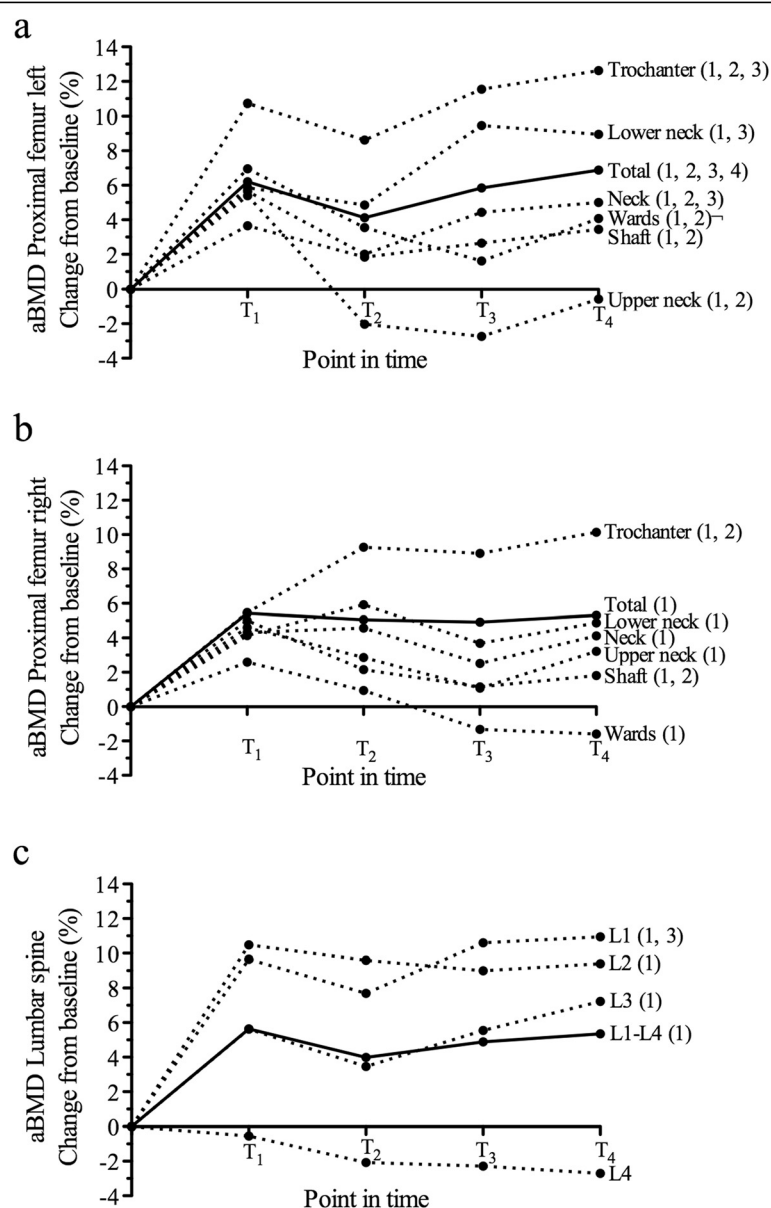 a
aBMD Proximal femur left
Change from baseline (%)
14
12
10
8
6
4
2
0
-2
-4
T1
T2
T3
T4
Point in time
Trochanter (1, 2, 3)
Lower neck (1, 3)
Total (1, 2, 3, 4)
Neck (1, 2, 3)
Wards (1, 2)¬
Shaft (1, 2)
Upper neck (1, 2)
b
aBMD Proximal femur right
Change from baseline (%)
14
12
10
8
6
4
2
0
-2
-4
T1
T2
T3
T4
Point in time
Trochanter (1, 2)
Total (1)
Lower neck (1)
Neck (1)
Upper neck (1)
Shaft (1, 2)
Wards (1)
c
aBMD Lumbar spine
Change from baseline (%)
14
12
10
8
6
4
2
0
-2
-4
T1
T2
T3
T4
Point in time
L1 (1, 3)
L2 (1)
L3 (1)
L1-L4 (1)
L4